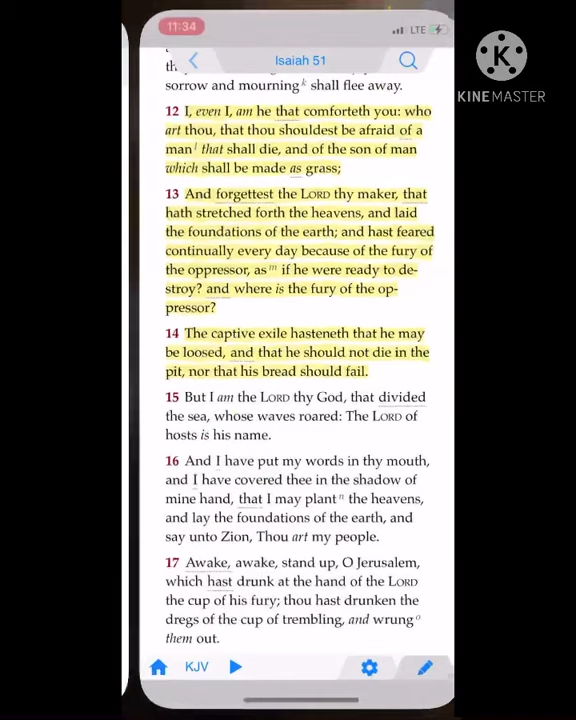 11:34
LTE
Isaiah 51
KINEMASTER
sorrow and mourning k shall flee away.
12 I, even I, am he that comforteth you: who
art thou, that thou shouldest be afraid of a
man l that shall die, and of the son of man
which shall be made as grass;
13 And forgettest the LORD thy maker, that
hath stretched forth the heavens, and laid
the foundations of the earth; and hast feared
continually every day because of the fury of
the oppressor, as m if he were ready to de-
stroy? and where is the fury of the op-
pressor?
14 The captive exile hasteneth that he may
be loosed, and that he should not die in the
pit, nor that his bread should fail.
15 But I am the LORD thy God, that divided
the sea, whose waves roared: The LORD of
hosts is his name.
16 And I have put my words in thy mouth,
and I have covered thee in the shadow of
mine hand, that I may plant n the heavens,
and lay the foundations of the earth, and
say unto Zion, Thou art my people.
17 Awake, awake, stand up, O Jerusalem,
which hast drunk at the hand of the LORD
the cup of his fury; thou hast drunken the
dregs of the cup of trembling, and wrung o
them out.
KJV